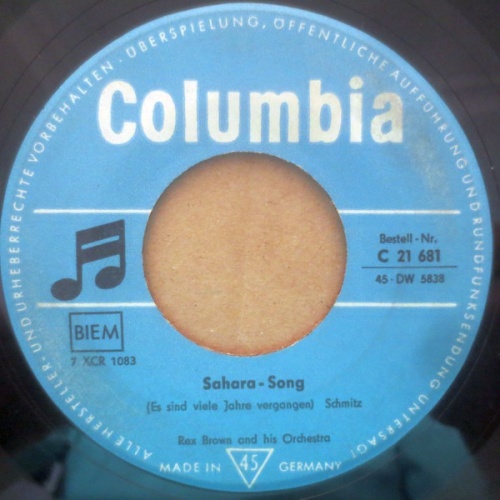 ALLE HERSTELLER- UND URHEBERRECHTE VORBEHALTEN · ÜBERSPIELUNG, ÖFFENTLICHE AUFFÜHRUNG UND RUNDFUNKSENDUNG UNTERSAGT
Columbia
Bestell-Nr.
C 21 681
45-DW 5838
BIEM
7 XCR 1083
Sahara-Song
(Es sind viele Jahre vergangen) Schmitz
Rex Brown and his Orchestra
MADE IN 45 GERMANY